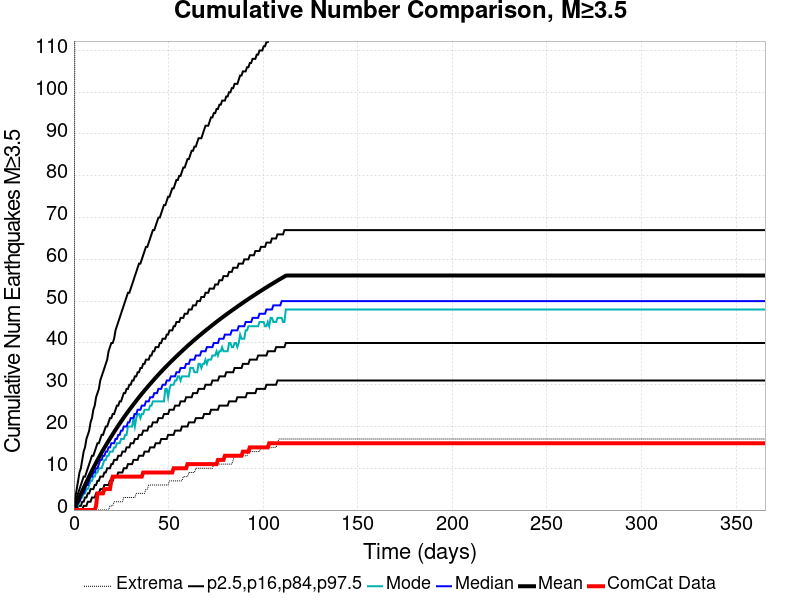 Cumulative Number Comparison, M≥3.5
Cumulative Num Earthquakes M≥3.5
110
100
90
80
70
60
50
40
30
20
10
0
0 50 100 150 200 250 300 350
Time (days)
Extrema p2.5,p16,p84,p97.5 Mode Median Mean ComCat Data